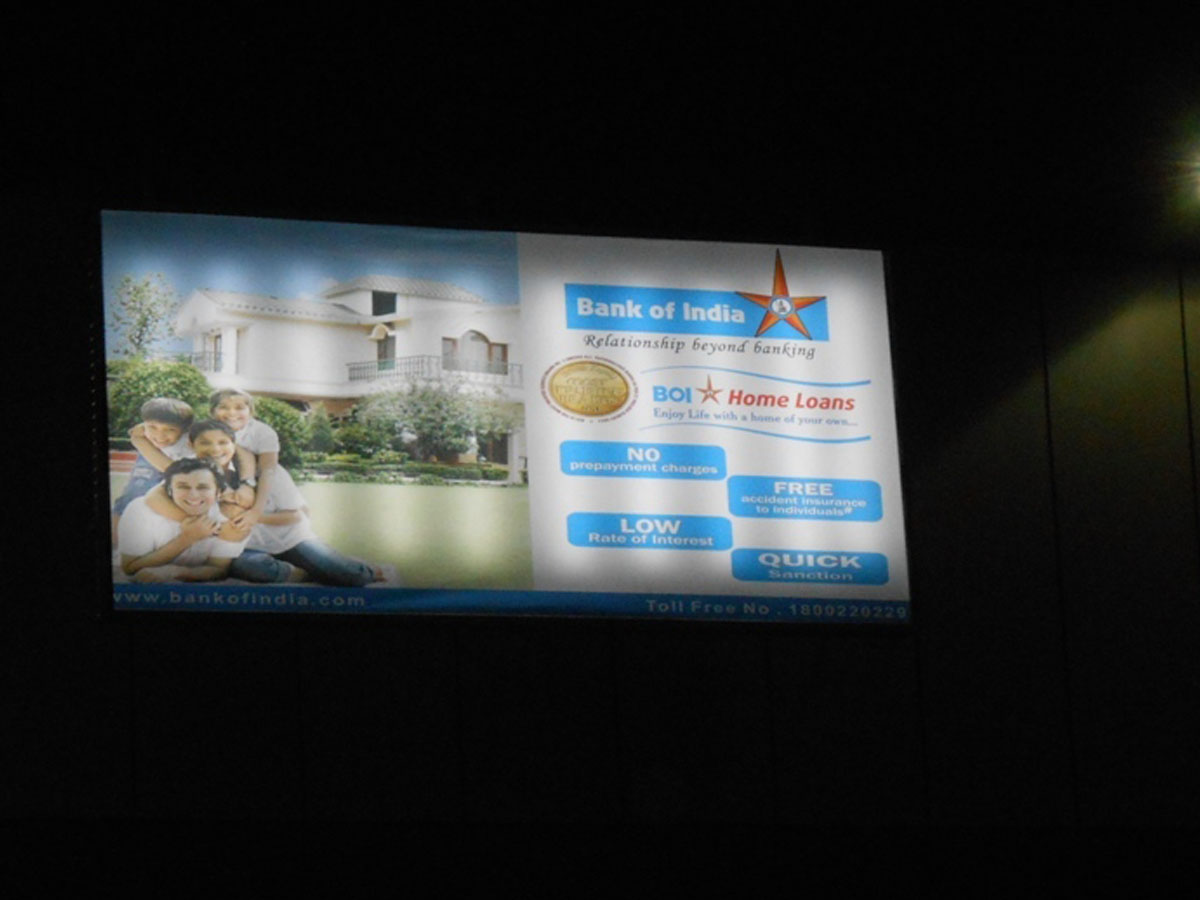 Bank of India
Relationship beyond banking
BOI Home Loans
Enjoy Life with a home of your own...
NO
prepayment charges
FREE
accident insurance
to individuals#
LOW
Rate of Interest
QUICK
Sanction
www.bankofindia.com
Toll Free No. 1800220229